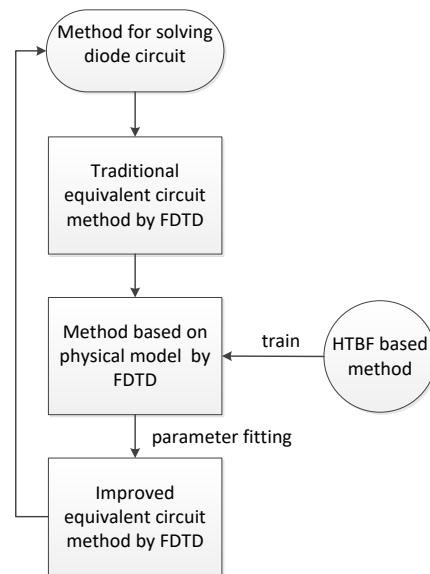 Method for solving
diode circuit
Traditional
equivalent circuit
method by FDTD
Method based on
physical model by
FDTD
train
HTBF based
method
parameter fitting
Improved
equivalent circuit
method by FDTD